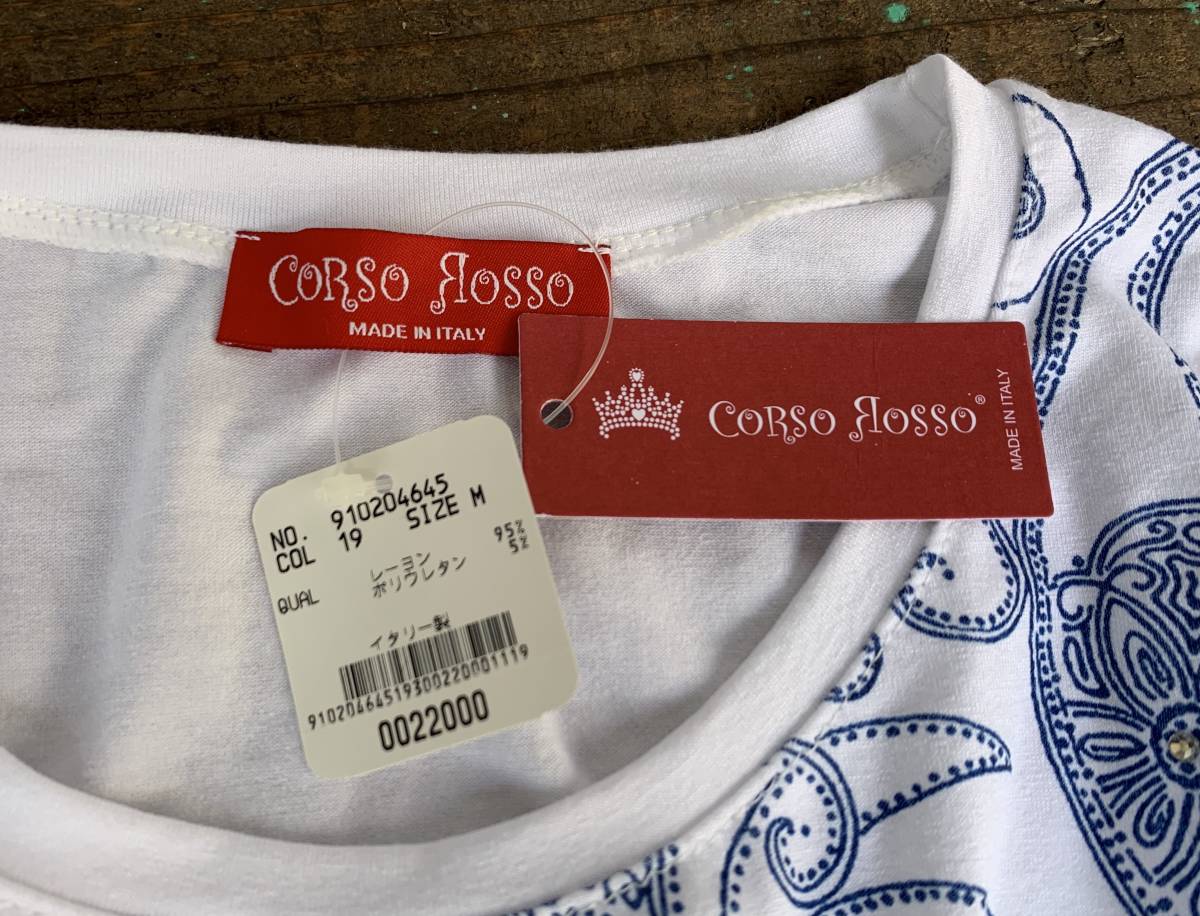 CORSO ROSSO
MADE IN ITALY
CORSO ROSSO®
MADE IN ITALY
NO. 910204645
COL 19 SIZE M
QUAL レーヨン 95%
ポリウレタン 5%
イタリー製
91020464519300220001119
0022000